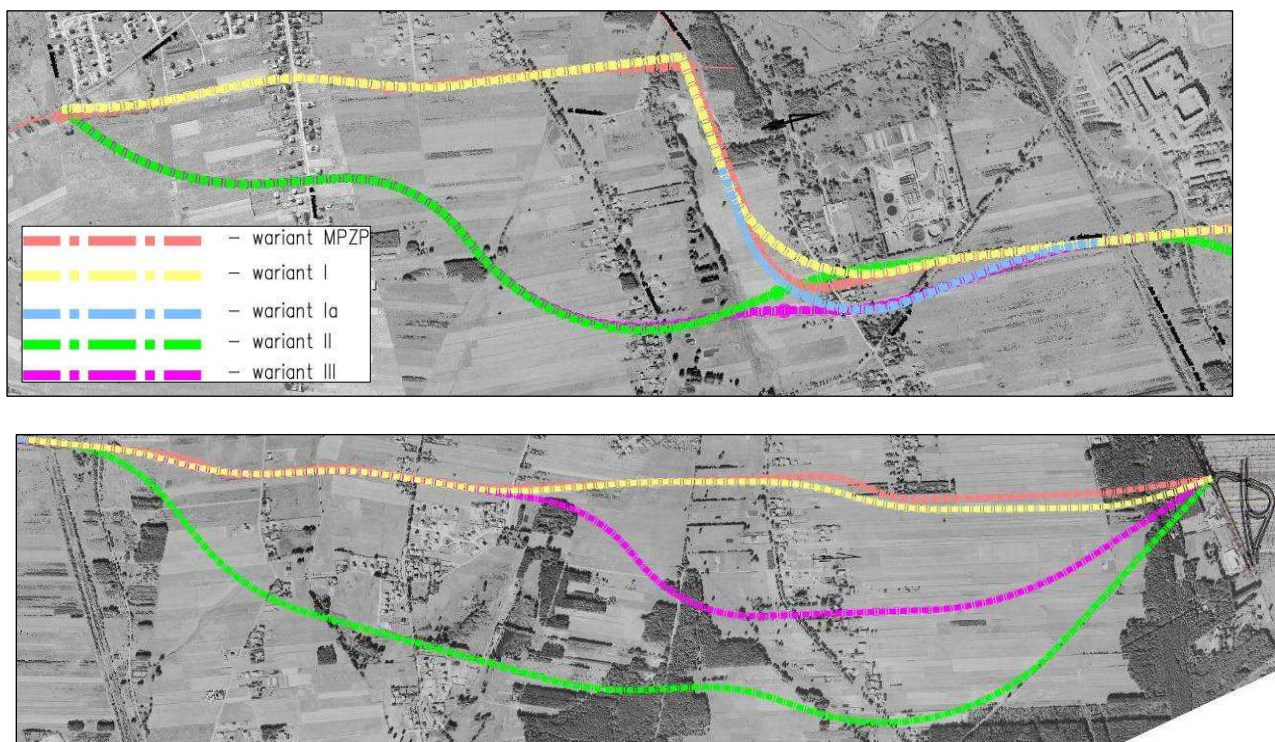 – wariant MPZP
– wariant I
– wariant Ia
– wariant II
– wariant III